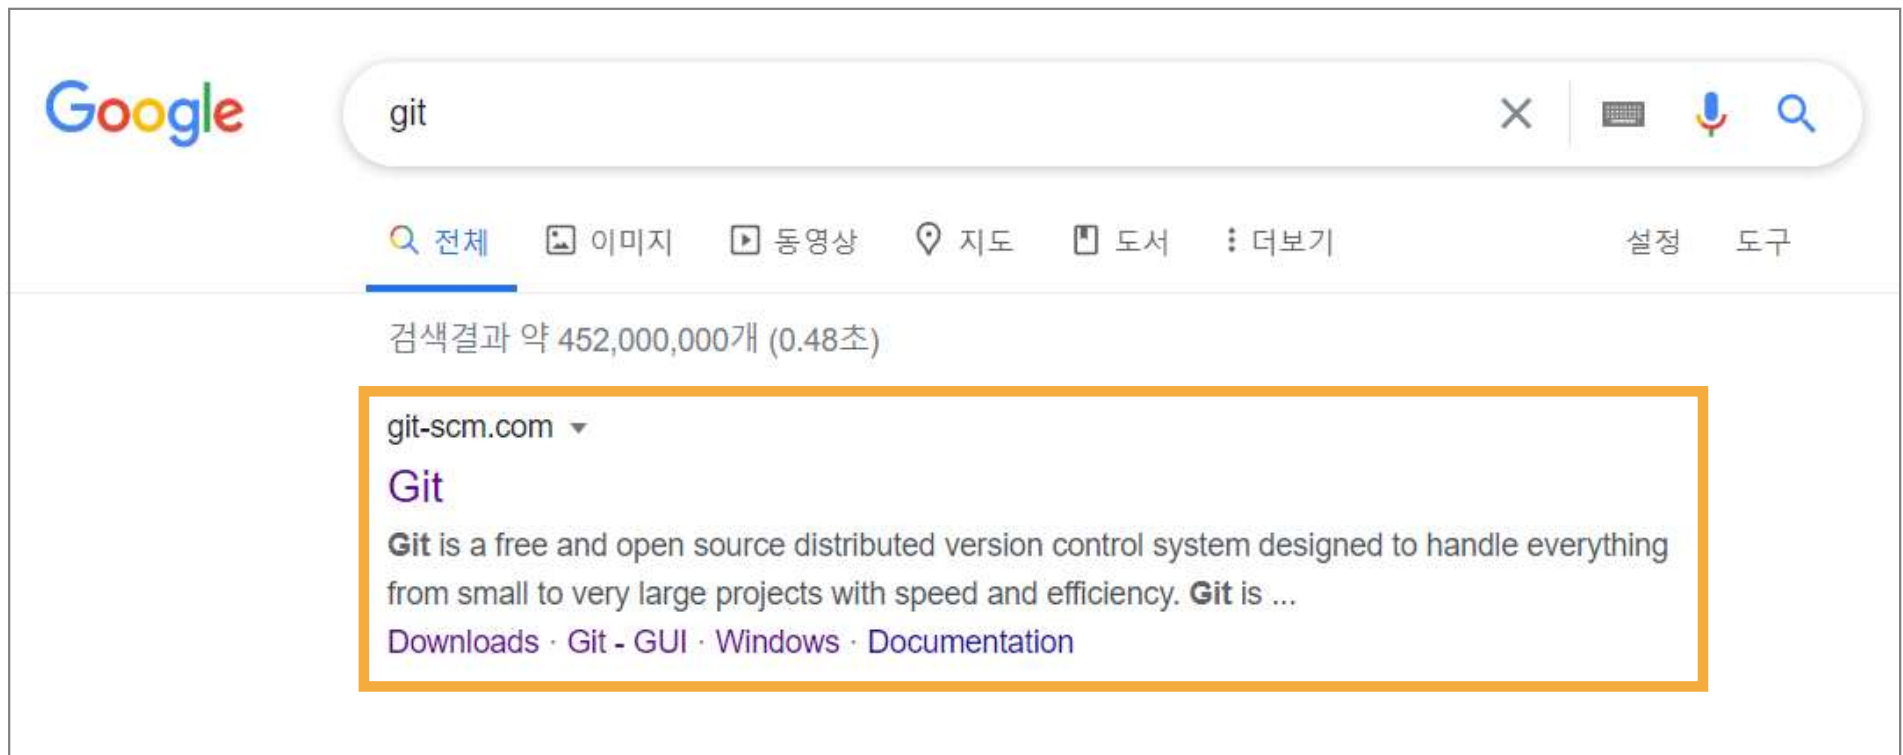 Google
git
전체 이미지 동영상 지도 도서 더보기 설정 도구
검색결과 약 452,000,000개 (0.48초)
git-scm.com
Git
Git is a free and open source distributed version control system designed to handle everything
from small to very large projects with speed and efficiency. Git is ...
Downloads · Git - GUI · Windows · Documentation